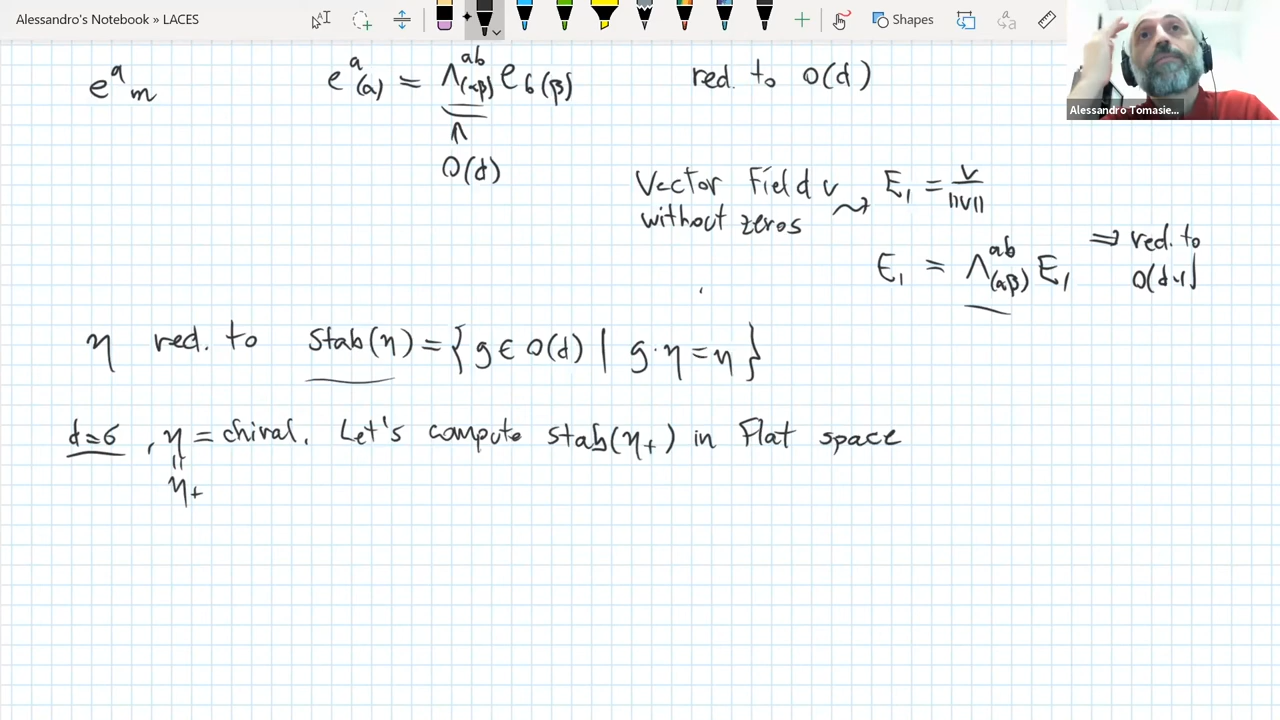 Alessandro's Notebook » LACES
Shapes
Alessandro Tomasie...
e^a_m
e^a_(α) = Λ^ab_(αβ) e_b(β)
red. to O(d)
Λ
O(d)
Vector Field v ⇝ E_1 = v/||v||
without zeros
E_1 = Λ^ab_(αβ) E_1 ⇒ red. to
O(d-1)
η red. to Stab(η) = { g ∈ O(d) | g·η = η }
d=6, η = chiral. Let's compute stab(η_+) in Flat space
=
η_+